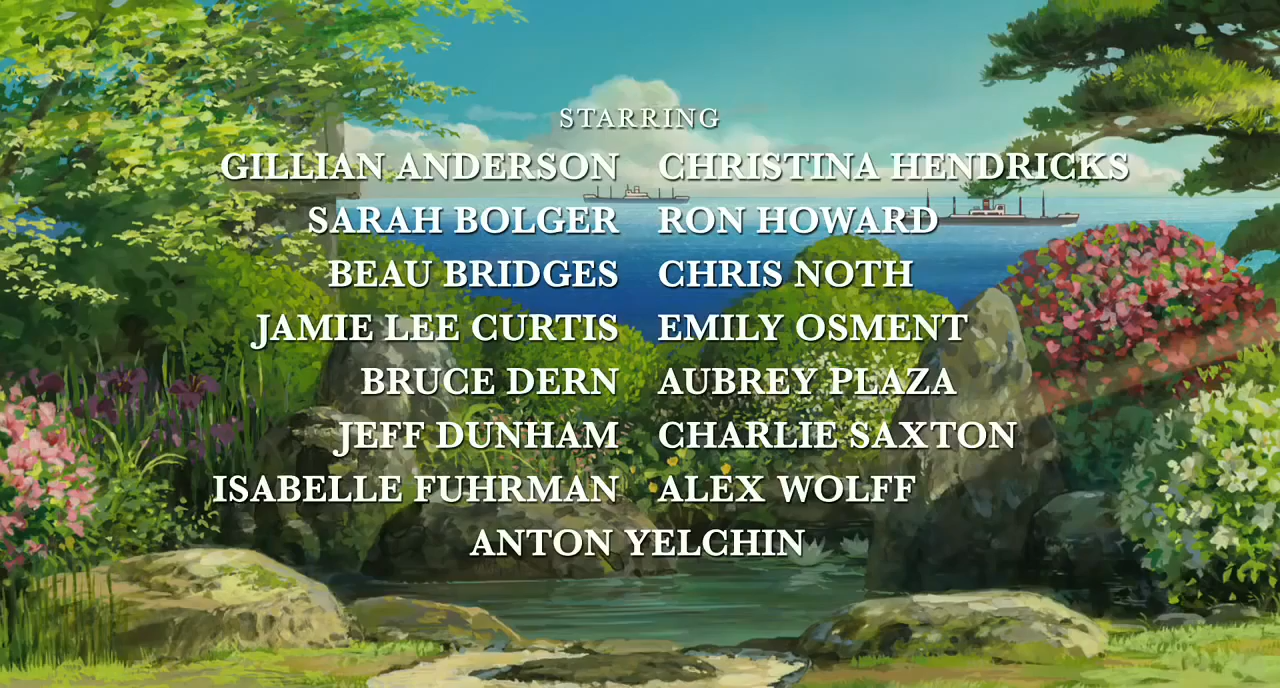 STARRING
GILLIAN ANDERSON CHRISTINA HENDRICKS
SARAH BOLGER RON HOWARD
BEAU BRIDGES CHRIS NOTH
JAMIE LEE CURTIS EMILY OSMENT
BRUCE DERN AUBREY PLAZA
JEFF DUNHAM CHARLIE SAXTON
ISABELLE FUHRMAN ALEX WOLFF
ANTON YELCHIN